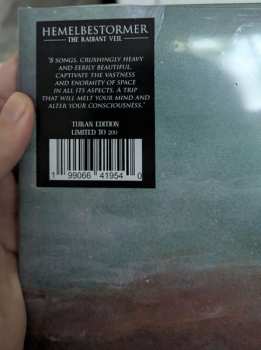 HEMELBESTORMER
THE RADIANT VEIL
"8 SONGS, CRUSHINGLY HEAVY
AND EERILY BEAUTIFUL,
CAPTIVATE THE VASTNESS
AND ENORMITY OF SPACE
IN ALL ITS ASPECTS. A TRIP
THAT WILL MELT YOUR MIND AND
ALTER YOUR CONSCIOUSNESS."
TURAN EDITION
LIMITED TO 200
1 99066 41954 0